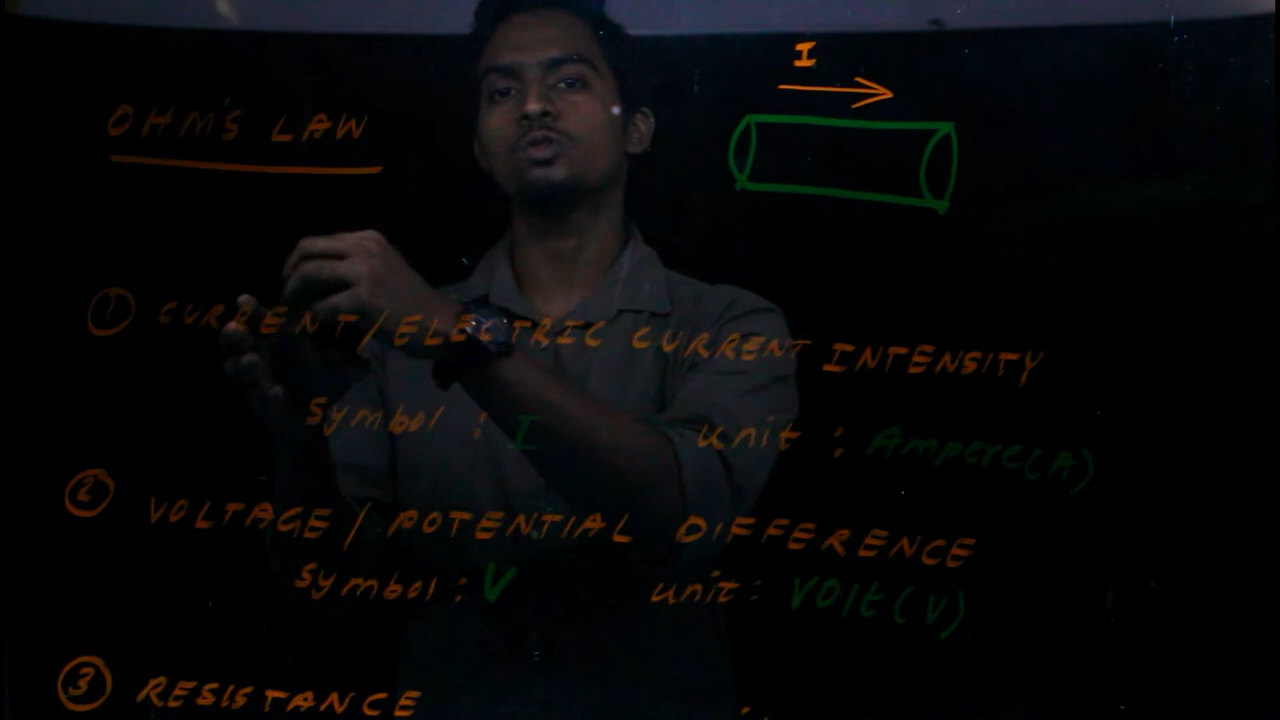 OHM'S LAW
I
1 CURRENT/ELECTRIC CURRENT INTENSITY
symbol : I unit : Ampere(A)
2 VOLTAGE / POTENTIAL DIFFERENCE
symbol : V unit : Volt(V)
3 RESISTANCE